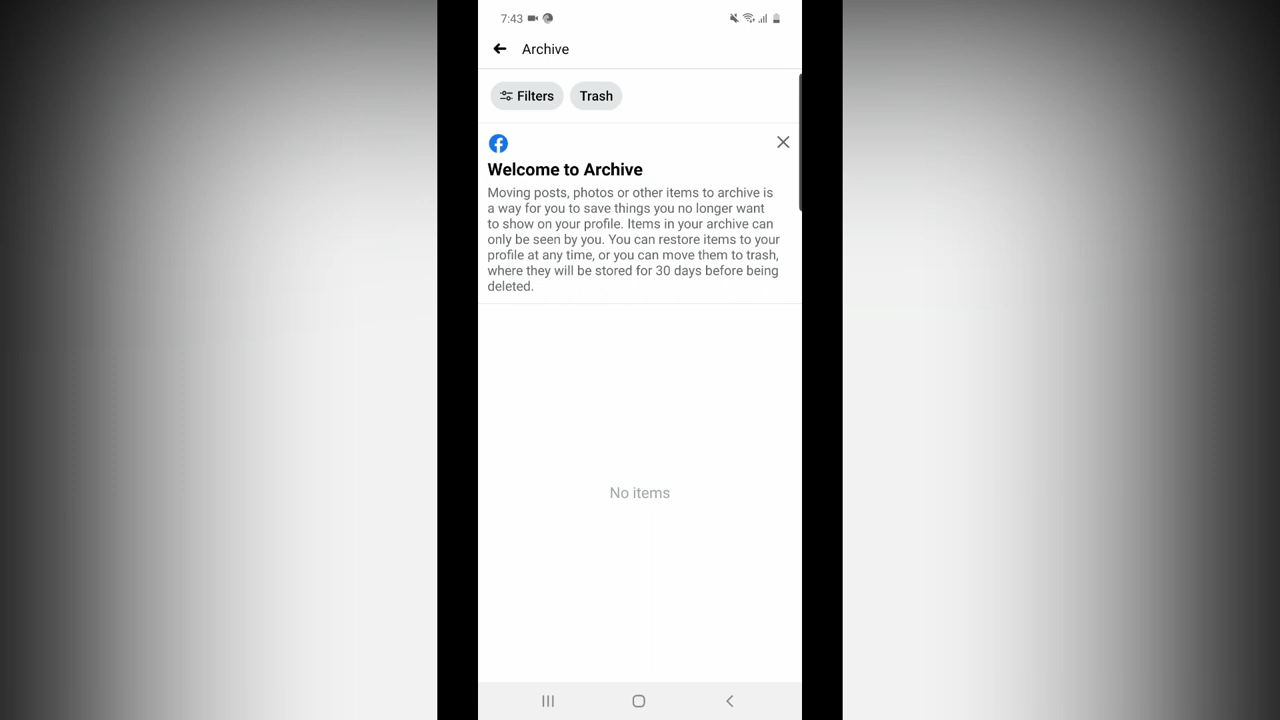 7:43
Archive
Filters
Trash
Welcome to Archive
Moving posts, photos or other items to archive is
a way for you to save things you no longer want
to show on your profile. Items in your archive can
only be seen by you. You can restore items to your
profile at any time, or you can move them to trash,
where they will be stored for 30 days before being
deleted.
No items